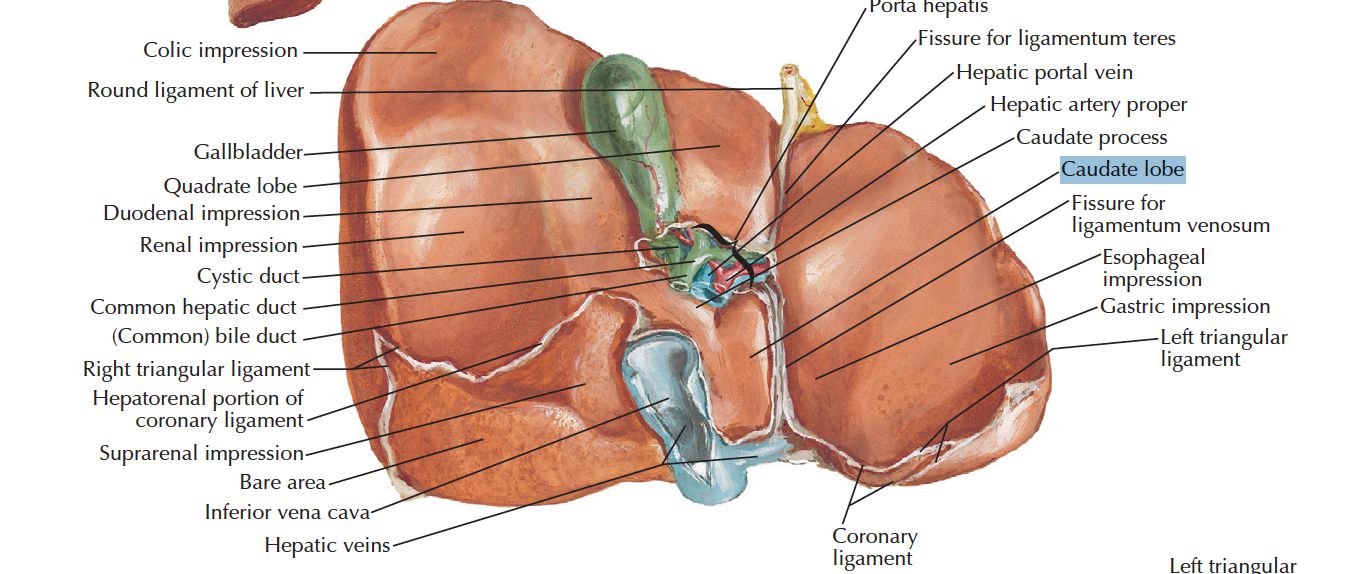 Porta hepatis
Colic impression
Fissure for ligamentum teres
Round ligament of liver
Hepatic portal vein
Hepatic artery proper
Gallbladder
Caudate process
Quadrate lobe
Caudate lobe
Duodenal impression
Fissure for
ligamentum venosum
Renal impression
Cystic duct
Esophageal
impression
Common hepatic duct
Gastric impression
(Common) bile duct
Left triangular
ligament
Right triangular ligament
Hepatorenal portion of
coronary ligament
Suprarenal impression
Bare area
Inferior vena cava
Hepatic veins
Coronary
ligament
Left triangular